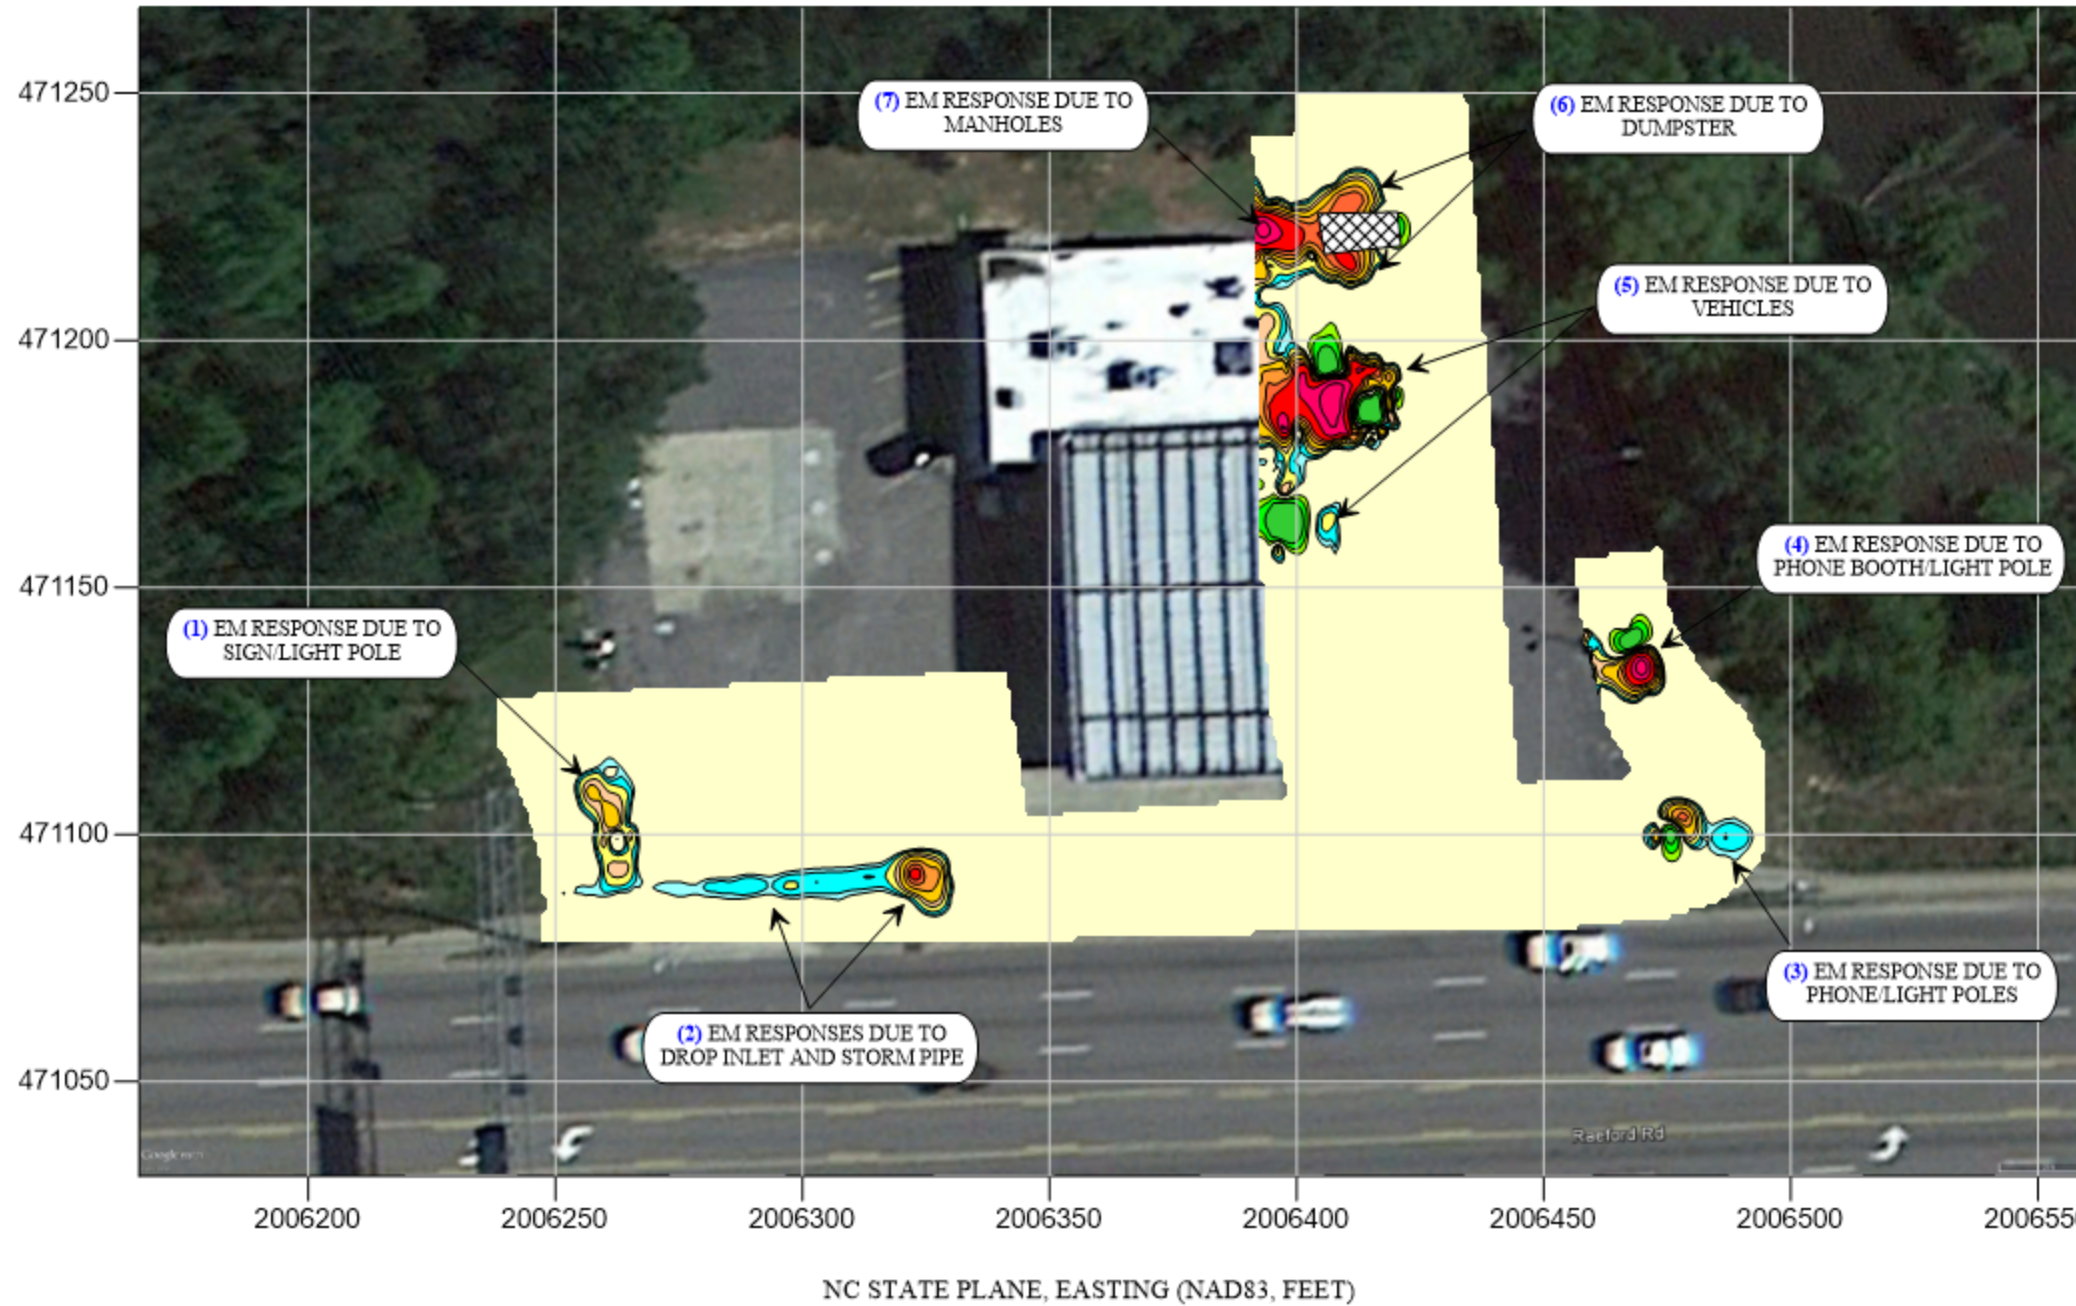 471250
(7) EM RESPONSE DUE TO
MANHOLES
(6) EM RESPONSE DUE TO
DUMPSTER
(5) EM RESPONSE DUE TO
VEHICLES
471200
(4) EM RESPONSE DUE TO
PHONE BOOTH/LIGHT POLE
471150
(1) EM RESPONSE DUE TO
SIGN/LIGHT POLE
471100
(3) EM RESPONSE DUE TO
PHONE/LIGHT POLES
(2) EM RESPONSES DUE TO
DROP INLET AND STORM PIPE
471050
Raeford Rd
Google
2006200
2006250
2006300
2006350
2006400
2006450
2006500
200655
NC STATE PLANE, EASTING (NAD83, FEET)